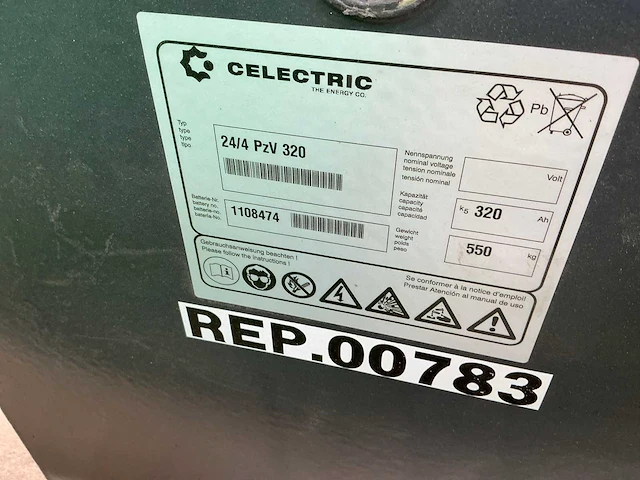 CELECTRIC
THE ENERGY CO.
Pb
Typ
type
type
tipo
24/4 PzV 320
Nennspannung
nominal voltage
tension nominale
tensión nominal
Volt
Batterie-Nr.
battery no.
batterie-no.
bateria-No.
1108474
Kapazität
capacity
capacité
capacidad
k5 320 Ah
Gewicht
weight
poids
peso
550 kg
Gebrauchsanweisung beachten !
Please follow the instructions !
Se conformer à la notice d'emploi!
Prestar Atención al manual de uso
REP.00783